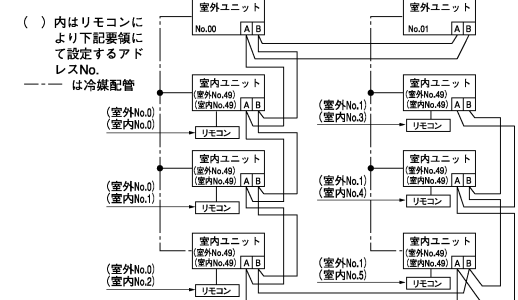 ( )内はリモコンに
より下記要領に
て設定するアド
レスNo.
は冷媒配管
室外ユニット
No.00 A B
室外ユニット
No.01 A B
室内ユニット
(室外No.49)
(室内No.49) A B
リモコン
(室外No.0)
(室内No.0)
室内ユニット
(室外No.49)
(室内No.49) A B
リモコン
(室外No.1)
(室内No.3)
室内ユニット
(室外No.49)
(室内No.49) A B
リモコン
(室外No.0)
(室内No.1)
室内ユニット
(室外No.49)
(室内No.49) A B
リモコン
(室外No.1)
(室内No.4)
室内ユニット
(室外No.49)
(室内No.49) A B
リモコン
(室外No.0)
(室内No.2)
室内ユニット
(室外No.49)
(室内No.49) A B
リモコン
(室外No.1)
(室内No.5)